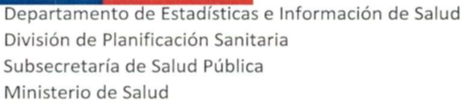 Departamento de Estadísticas e Información de Salud
División de Planificación Sanitaria
Subsecretaría de Salud Pública
Ministerio de Salud